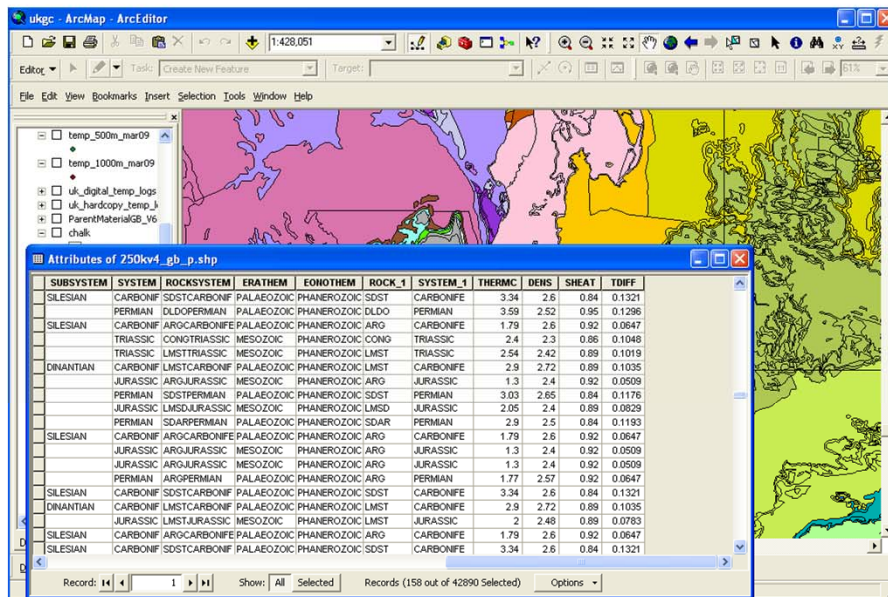 ukgc - ArcMap - ArcEditor
1:428,051
Editor Task: Create New Feature Target: 61%
File Edit View Bookmarks Insert Selection Tools Window Help
temp_500m_mar09
temp_1000m_mar09
uk_digital_temp_logs
uk_hardcopy_temp_l
ParentMaterialGB_V6
chalk
Attributes of 250kv4_gb_p.shp
SUBSYSTEM SYSTEM ROCKSYSTEM ERATHEM EONOTHEM ROCK_1 SYSTEM_1 THERMC DENS SHEAT TDIFF
SILESIAN CARBONIF SDSTCARBONIF PALAEOZOIC PHANEROZOIC SDST CARBONIFE 3.34 2.6 0.84 0.1321
PERMIAN DLDOPERMIAN PALAEOZOIC PHANEROZOIC DLDO PERMIAN 3.59 2.52 0.95 0.1296
SILESIAN CARBONIF ARGCARBONIFE PALAEOZOIC PHANEROZOIC ARG CARBONIFE 1.79 2.6 0.92 0.0647
TRIASSIC CONGTRIASSIC MESOZOIC PHANEROZOIC CONG TRIASSIC 2.4 2.3 0.86 0.1048
TRIASSIC LMSTTRIASSIC MESOZOIC PHANEROZOIC LMST TRIASSIC 2.54 2.42 0.89 0.1019
DINANTIAN CARBONIF LMSTCARBONIF PALAEOZOIC PHANEROZOIC LMST CARBONIFE 2.9 2.72 0.89 0.1035
JURASSIC ARGJURASSIC MESOZOIC PHANEROZOIC ARG JURASSIC 1.3 2.4 0.92 0.0509
PERMIAN SDSTPERMIAN PALAEOZOIC PHANEROZOIC SDST PERMIAN 3.03 2.65 0.84 0.1176
JURASSIC LMSDJURASSIC MESOZOIC PHANEROZOIC LMSD JURASSIC 2.05 2.4 0.89 0.0829
PERMIAN SDARPERMIAN PALAEOZOIC PHANEROZOIC SDAR PERMIAN 2.9 2.5 0.84 0.1193
SILESIAN CARBONIF ARGCARBONIFE PALAEOZOIC PHANEROZOIC ARG CARBONIFE 1.79 2.6 0.92 0.0647
JURASSIC ARGJURASSIC MESOZOIC PHANEROZOIC ARG JURASSIC 1.3 2.4 0.92 0.0509
JURASSIC ARGJURASSIC MESOZOIC PHANEROZOIC ARG JURASSIC 1.3 2.4 0.92 0.0509
PERMIAN ARGPERMIAN PALAEOZOIC PHANEROZOIC ARG PERMIAN 1.77 2.57 0.92 0.0647
SILESIAN CARBONIF SDSTCARBONIF PALAEOZOIC PHANEROZOIC SDST CARBONIFE 3.34 2.6 0.84 0.1321
DINANTIAN CARBONIF LMSTCARBONIF PALAEOZOIC PHANEROZOIC LMST CARBONIFE 2.9 2.72 0.89 0.1035
JURASSIC LMSTJURASSIC MESOZOIC PHANEROZOIC LMST JURASSIC 2 2.48 0.89 0.0783
SILESIAN CARBONIF ARGCARBONIFE PALAEOZOIC PHANEROZOIC ARG CARBONIFE 1.79 2.6 0.92 0.0647
SILESIAN CARBONIF SDSTCARBONIF PALAEOZOIC PHANEROZOIC SDST CARBONIFE 3.34 2.6 0.84 0.1321
Record: 1 Show: All Selected Records (158 out of 42890 Selected) Options